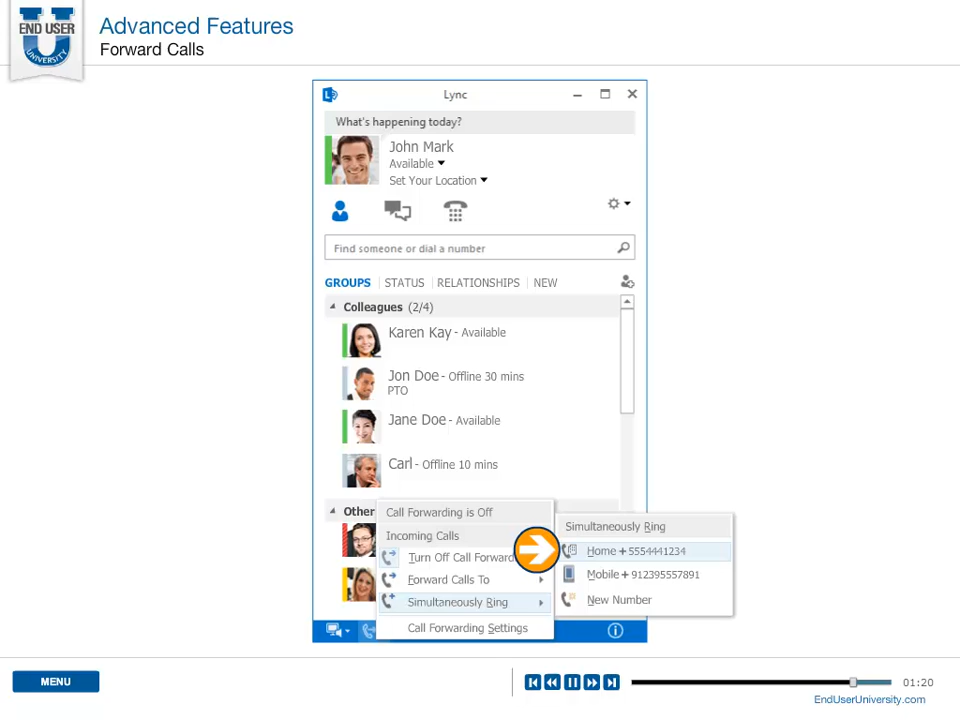 END USER
U
UNIVERSITY
Advanced Features
Forward Calls
Lync
What's happening today?
John Mark
Available
Set Your Location
Find someone or dial a number
GROUPS STATUS RELATIONSHIPS NEW
Colleagues (2/4)
Karen Kay - Available
Jon Doe - Offline 30 mins
PTO
Jane Doe - Available
Carl - Offline 10 mins
Other
Call Forwarding is Off
Incoming Calls
Turn Off Call Forward
Forward Calls To
Simultaneously Ring
Call Forwarding Settings
Simultaneously Ring
Home + 5554441234
Mobile + 912395557891
New Number
MENU
01:20
EndUserUniversity.com